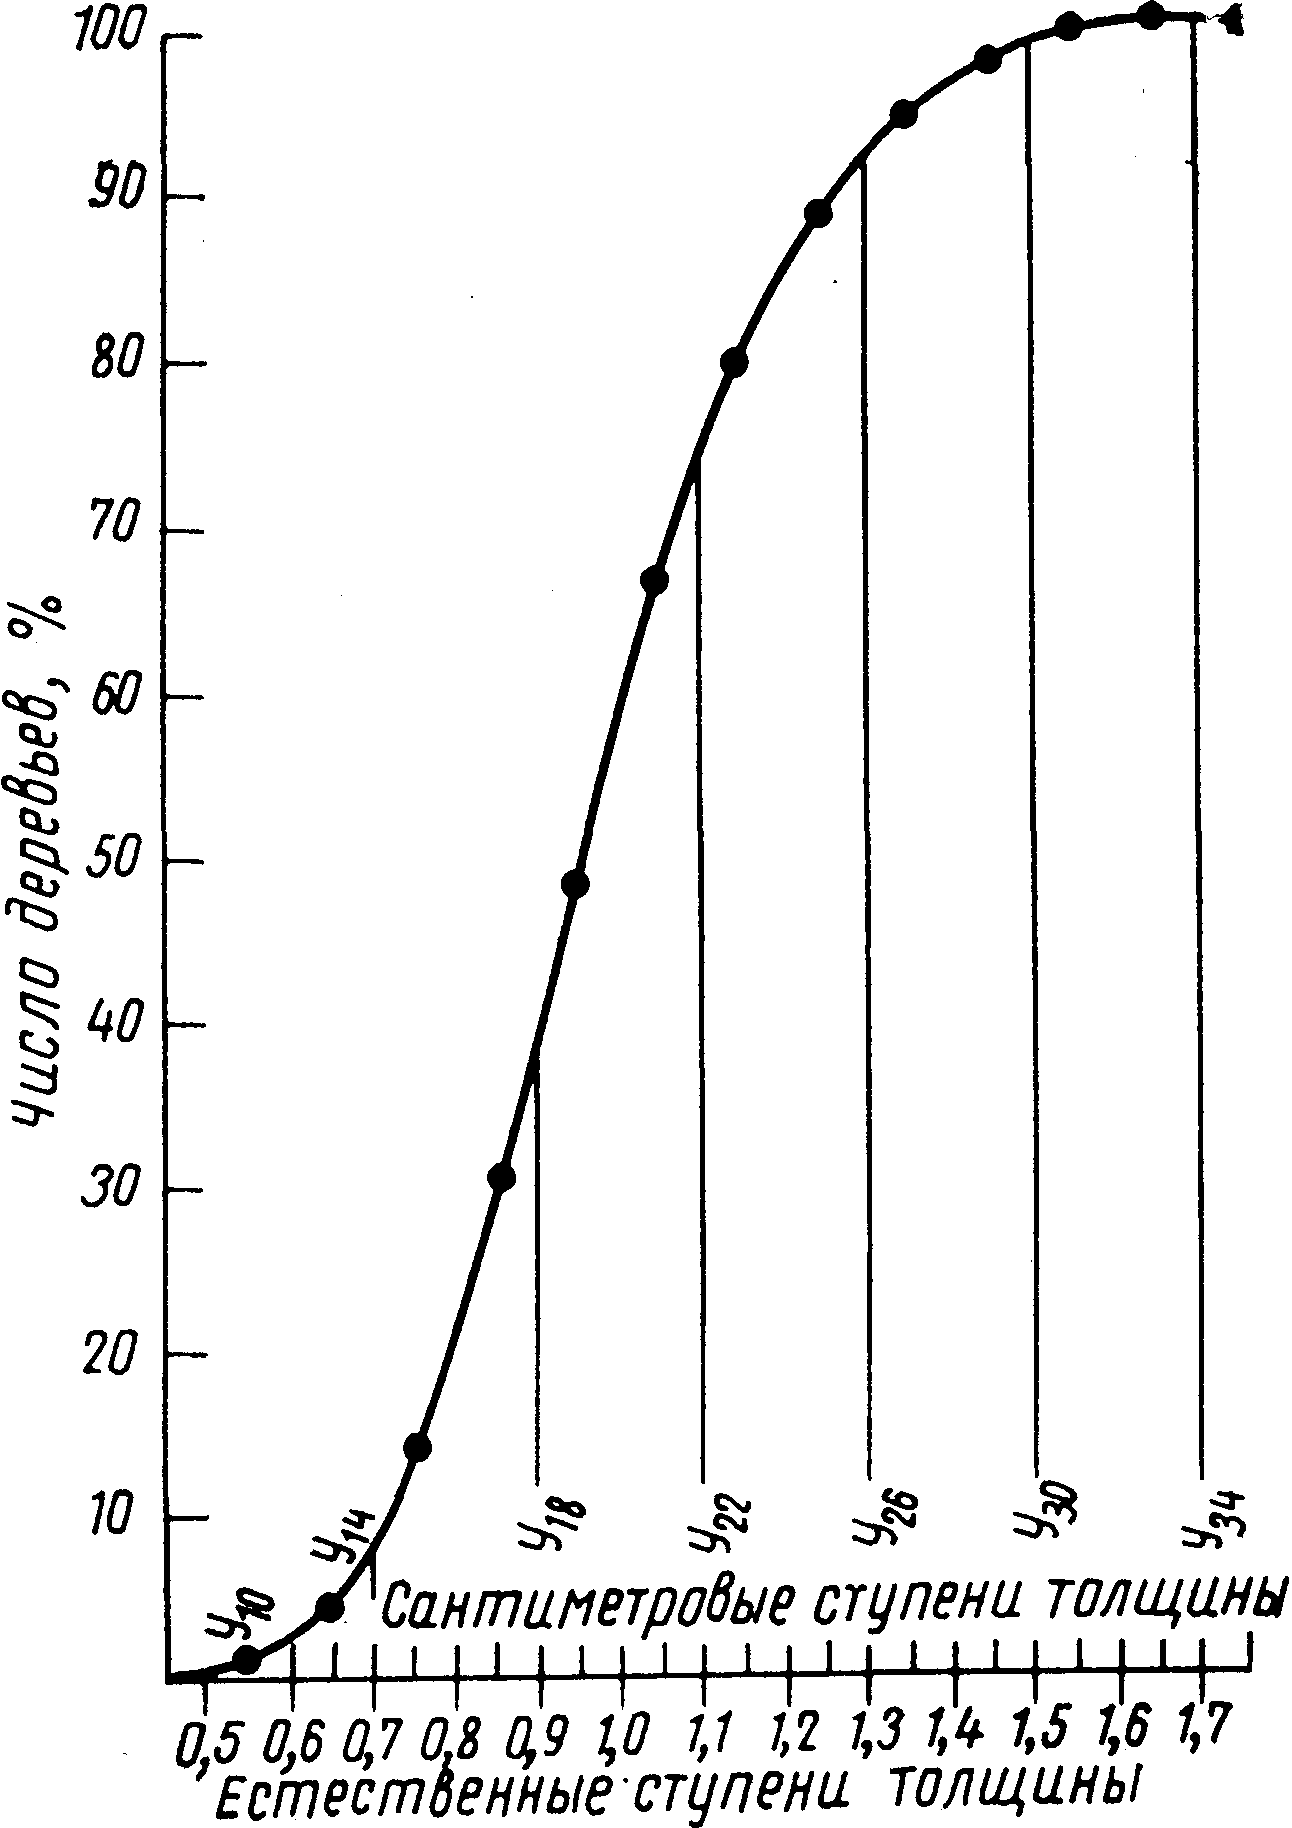 100
90
80
70
60
50
40
30
20
10
Число деревьев, %
У10
У14
У18
У22
У26
У30
У34
Сантиметровые ступени толщины
0,5 0,6 0,7 0,8 0,9 1,0 1,1 1,2 1,3 1,4 1,5 1,6 1,7
Естественные ступени толщины